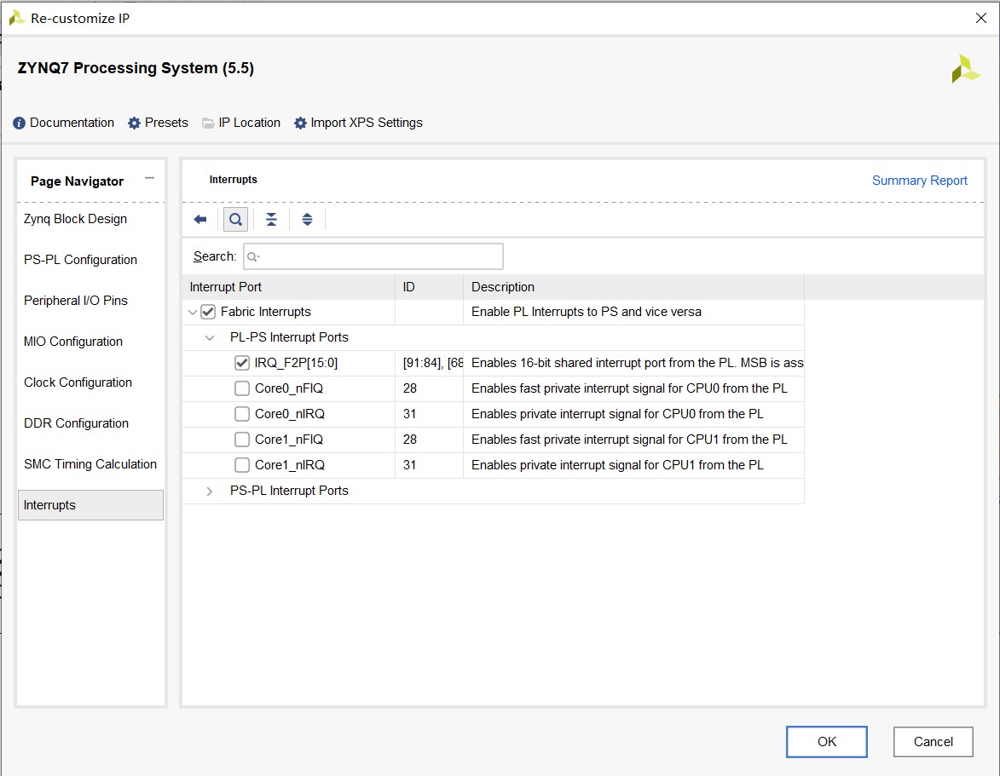 Re-customize IP
ZYNQ7 Processing System (5.5)
Documentation Presets IP Location Import XPS Settings
Page Navigator
Zynq Block Design
PS-PL Configuration
Peripheral I/O Pins
MIO Configuration
Clock Configuration
DDR Configuration
SMC Timing Calculation
Interrupts
Interrupts Summary Report
Search:
Interrupt Port ID Description
Fabric Interrupts Enable PL Interrupts to PS and vice versa
PL-PS Interrupt Ports
IRQ_F2P[15:0] [91:84], [68 Enables 16-bit shared interrupt port from the PL. MSB is ass
Core0_nFIQ 28 Enables fast private interrupt signal for CPU0 from the PL
Core0_nIRQ 31 Enables private interrupt signal for CPU0 from the PL
Core1_nFIQ 28 Enables fast private interrupt signal for CPU1 from the PL
Core1_nIRQ 31 Enables private interrupt signal for CPU1 from the PL
PS-PL Interrupt Ports
OK Cancel